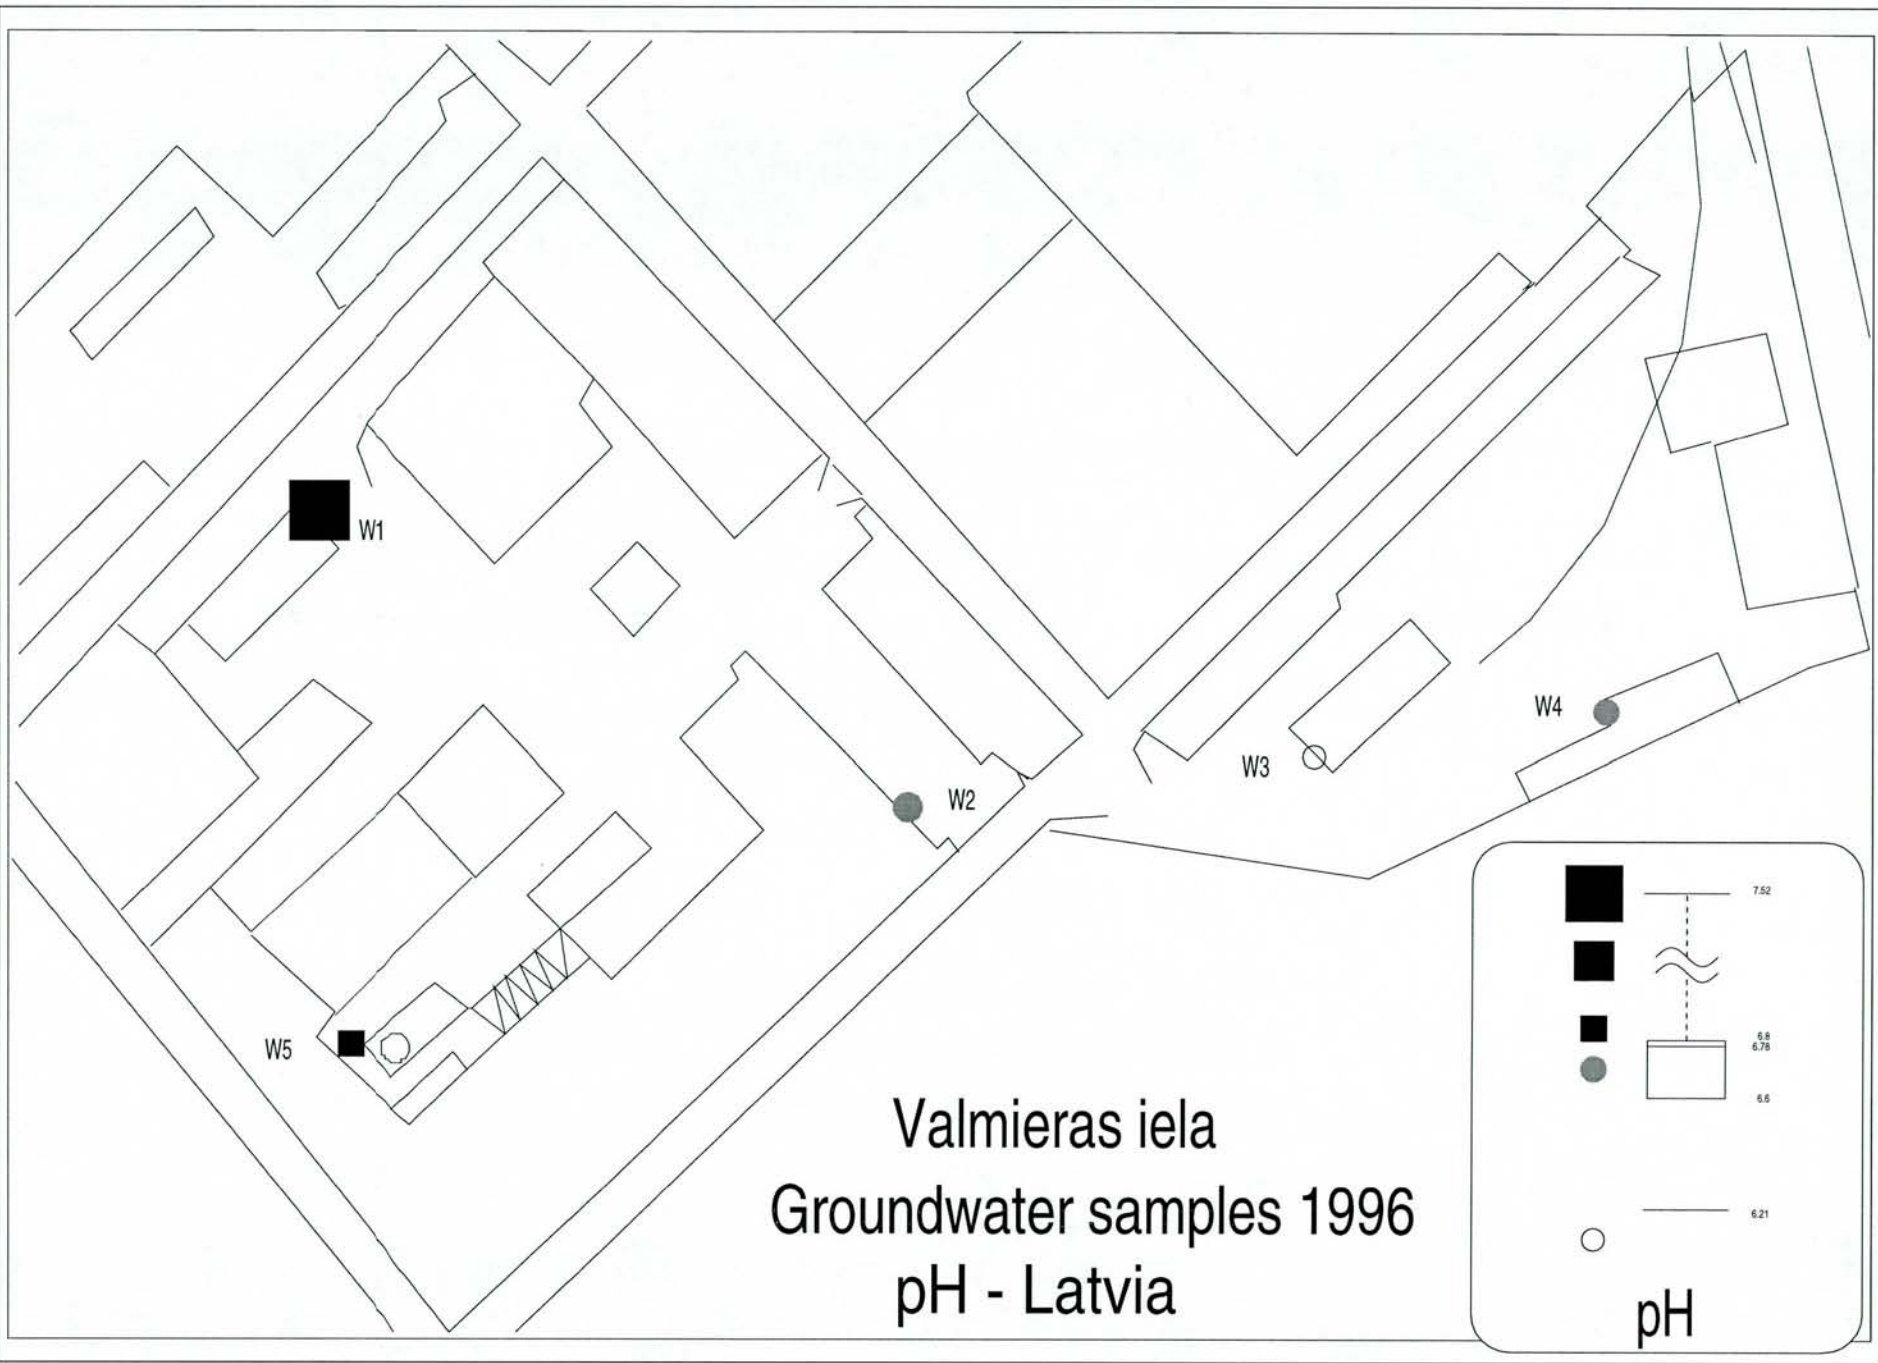 W1
W4
W3
W2
W5
7.52
6.8
6.78
6.6
6.21
pH
Valmieras iela
Groundwater samples 1996
pH - Latvia